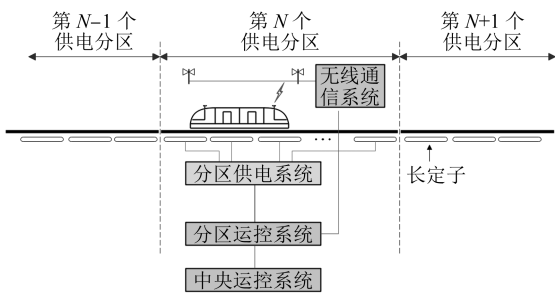 第 N−1 个
供电分区
第 N 个
供电分区
第 N+1 个
供电分区
无线通
信系统
···
长定子
分区供电系统
分区运控系统
中央运控系统